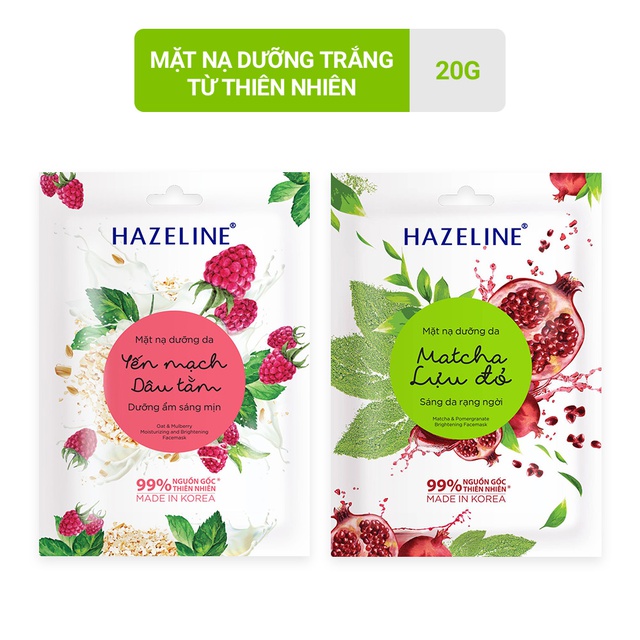 MẶT NẠ DƯỠNG TRẮNG
TỪ THIÊN NHIÊN
20G
HAZELINE®
Mặt nạ dưỡng da
Yến mạch
Dâu tằm
Dưỡng ẩm sáng mịn
Oat & Mulberry
Moisturizing and Brightening
Facemask
99% NGUỒN GỐC
THIÊN NHIÊN*
MADE IN KOREA
HAZELINE®
Mặt nạ dưỡng da
Matcha
Lựu đỏ
Sáng da rạng ngời
Matcha & Pomegranate
Brightening Facemask
99% NGUỒN GỐC
THIÊN NHIÊN*
MADE IN KOREA